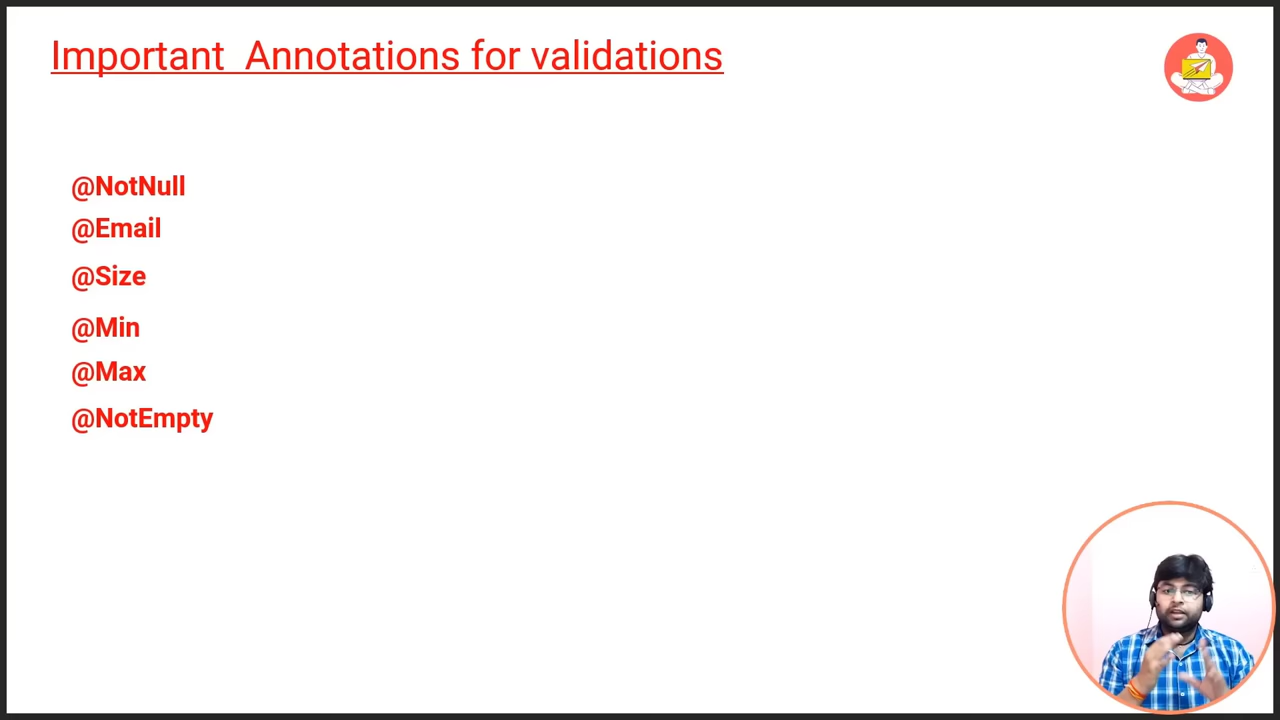 Important  Annotations for validations
@NotNull
@Email
@Size
@Min
@Max
@NotEmpty